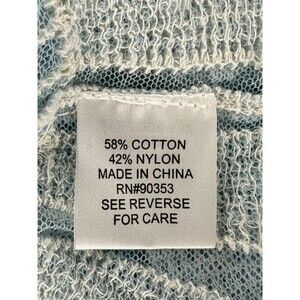 58% COTTON
42% NYLON
MADE IN CHINA
RN#90353
SEE REVERSE
FOR CARE